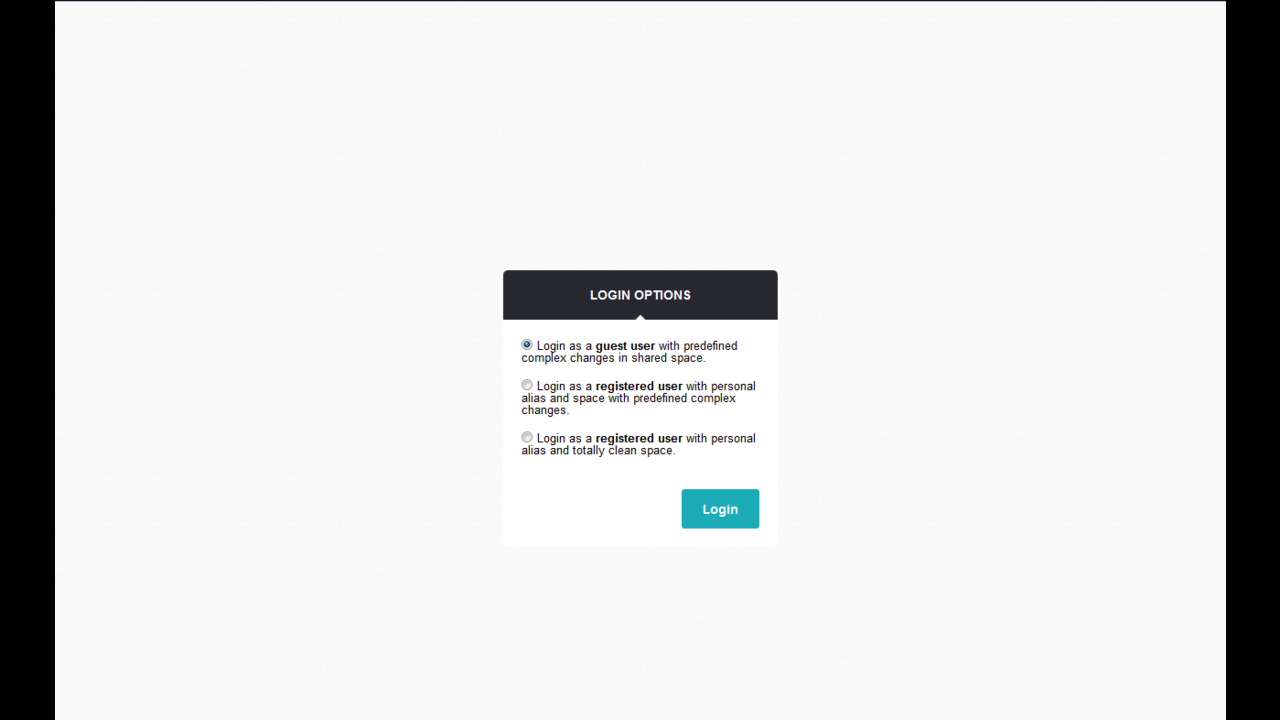 LOGIN OPTIONS
Login as a guest user with predefined
complex changes in shared space.
Login as a registered user with personal
alias and space with predefined complex
changes.
Login as a registered user with personal
alias and totally clean space.
Login